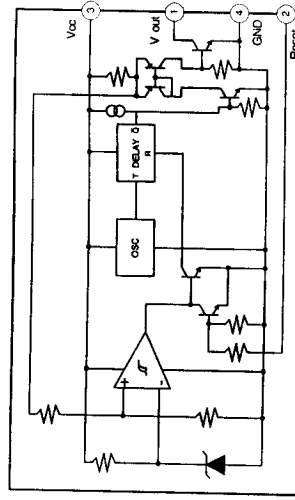 3
Vcc
1
V out
4
GND
2
Reset
T DELAY Q̄
R
OSC
+
-